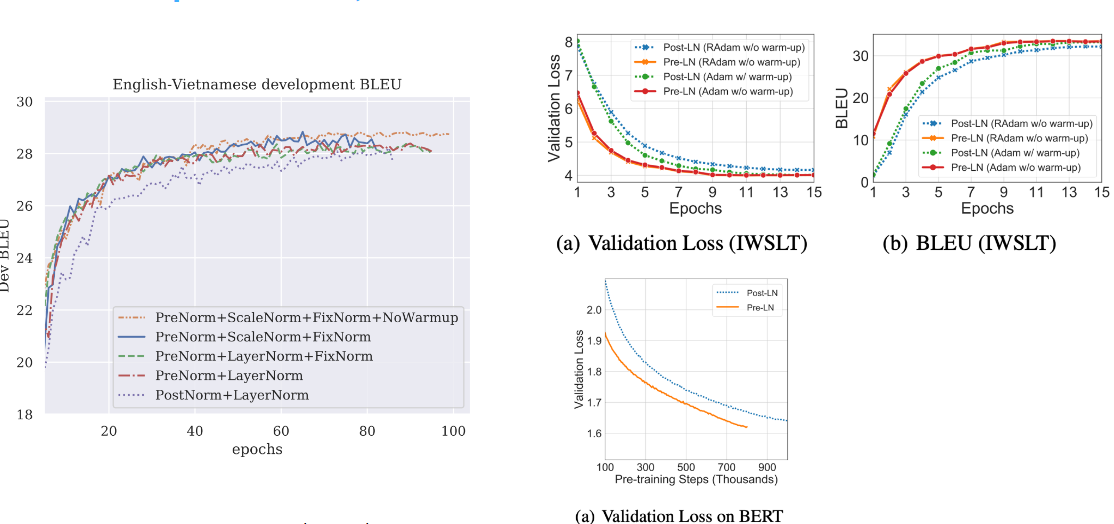 English-Vietnamese development BLEU
30
28
26
24
22
20
18
Dev BLEU
PreNorm+ScaleNorm+FixNorm+NoWarmup
PreNorm+ScaleNorm+FixNorm
PreNorm+LayerNorm+FixNorm
PreNorm+LayerNorm
PostNorm+LayerNorm
20 40 60 80 100
epochs
8
7
6
5
4
Validation Loss
Post-LN (RAdam w/o warm-up)
Pre-LN (RAdam w/o warm-up)
Post-LN (Adam w/ warm-up)
Pre-LN (Adam w/o warm-up)
1 3 5 7 9 11 13 15
Epochs
(a) Validation Loss (IWSLT)
30
20
10
0
BLEU
Post-LN (RAdam w/o warm-up)
Pre-LN (RAdam w/o warm-up)
Post-LN (Adam w/ warm-up)
Pre-LN (Adam w/o warm-up)
1 3 5 7 9 11 13 15
Epochs
(b) BLEU (IWSLT)
2.0
1.9
1.8
1.7
1.6
Validation Loss
Post-LN
Pre-LN
100 300 500 700 900
Pre-training Steps (Thousands)
(a) Validation Loss on BERT